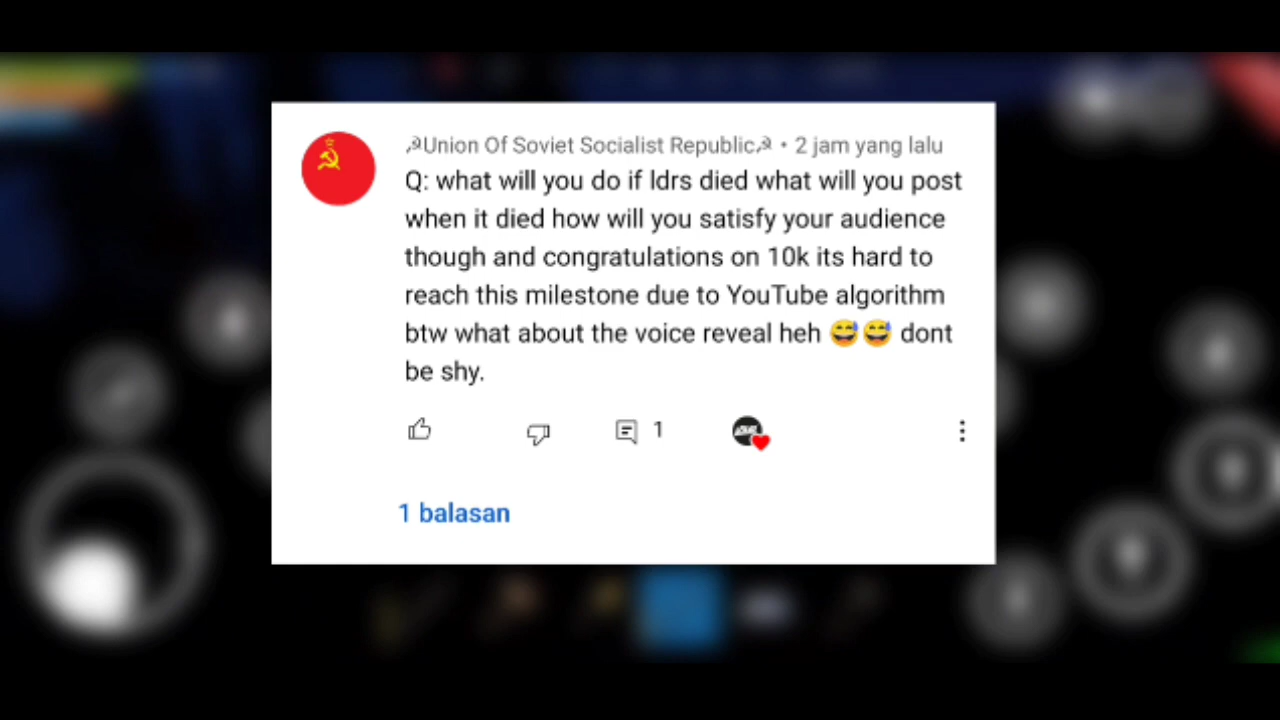 ☭Union Of Soviet Socialist Republic☭ • 2 jam yang lalu
Q: what will you do if ldrs died what will you post
when it died how will you satisfy your audience
though and congratulations on 10k its hard to
reach this milestone due to YouTube algorithm
btw what about the voice reveal heh 😅😅 dont
be shy.
1
1 balasan